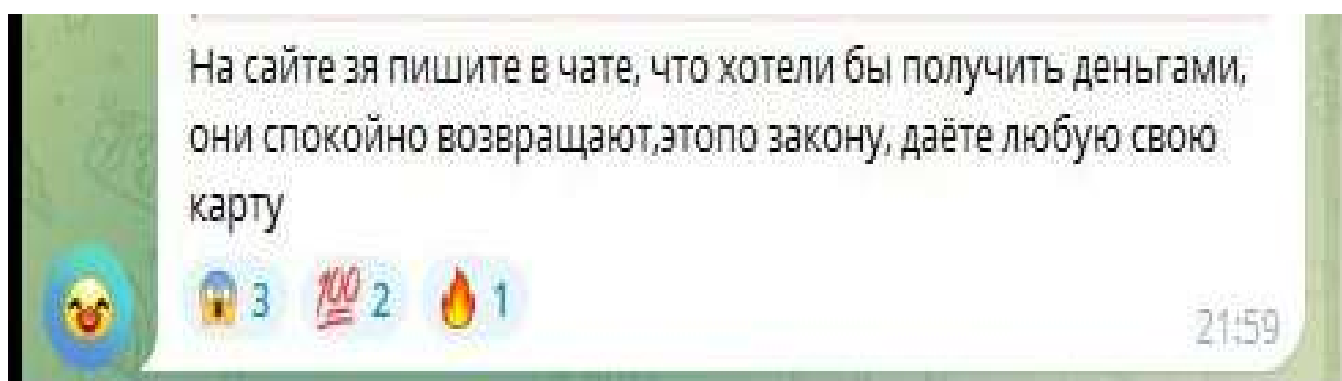 На сайте зя пишите в чате, что хотели бы получить деньгами,
они спокойно возвращают,этопо закону, даёте любую свою
карту
😱 3 💯 2 🔥 1
21:59